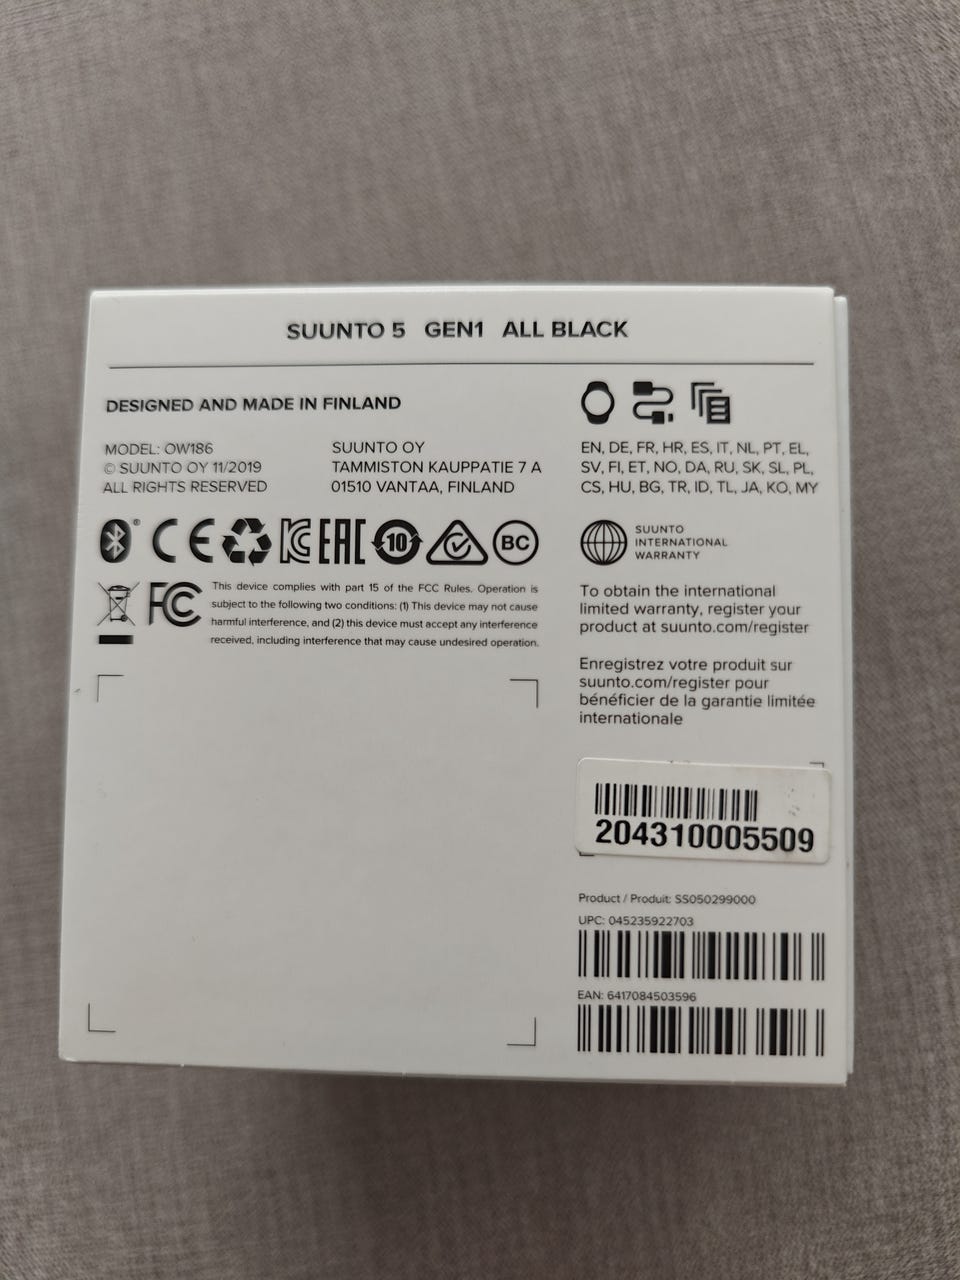 SUUNTO 5 GEN1 ALL BLACK
DESIGNED AND MADE IN FINLAND
MODEL: OW186
© SUUNTO OY 11/2019
ALL RIGHTS RESERVED
SUUNTO OY
TAMMISTON KAUPPATIE 7 A
01510 VANTAA, FINLAND
EN, DE, FR, HR, ES, IT, NL, PT, EL,
SV, FI, ET, NO, DA, RU, SK, SL, PL,
CS, HU, BG, TR, ID, TL, JA, KO, MY
® CE KC EAC 10 BC
SUUNTO
INTERNATIONAL
WARRANTY
FC
This device complies with part 15 of the FCC Rules. Operation is
subject to the following two conditions: (1) This device may not cause
harmful interference, and (2) this device must accept any interference
received, including interference that may cause undesired operation.
To obtain the international
limited warranty, register your
product at suunto.com/register
Enregistrez votre produit sur
suunto.com/register pour
bénéficier de la garantie limitée
internationale
204310005509
Product / Produit: SS050299000
UPC: 045235922703
EAN: 6417084503596